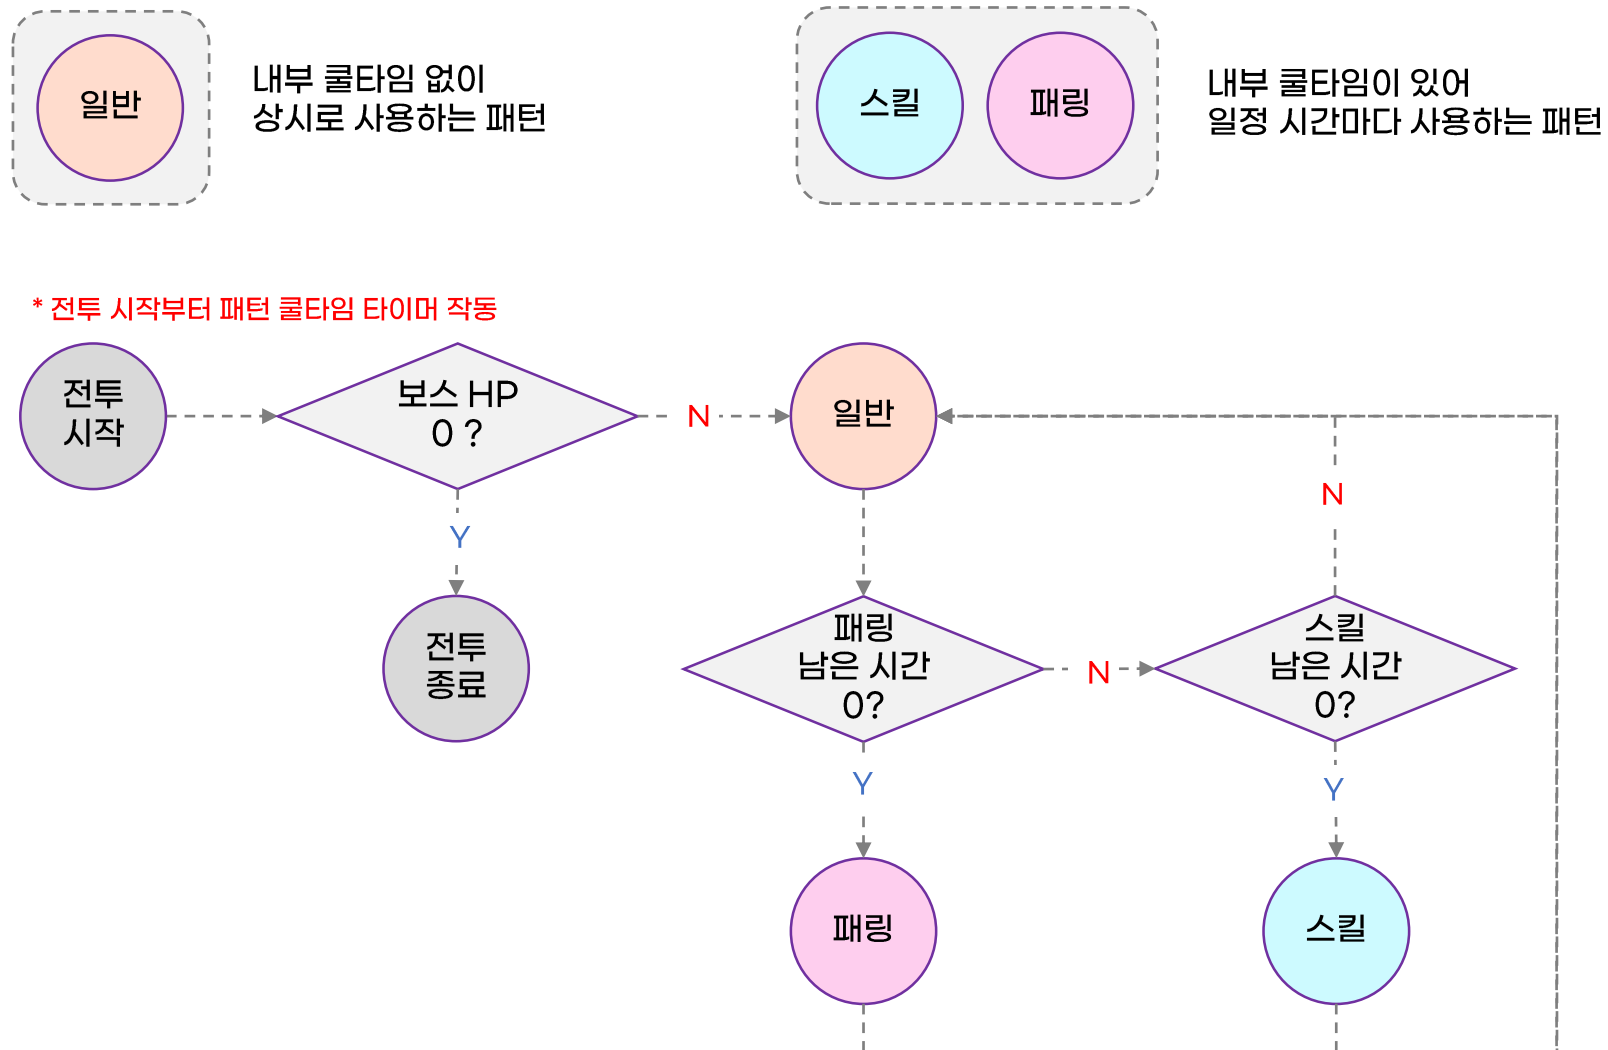 일반
내부 쿨타임 없이
상시로 사용하는 패턴
스킬
패링
내부 쿨타임이 있어
일정 시간마다 사용하는 패턴
* 전투 시작부터 패턴 쿨타임 타이머 작동
전투
시작
보스 HP
0 ?
N
일반
Y
N
전투
종료
패링
남은 시간
0?
N
스킬
남은 시간
0?
Y
Y
패링
스킬